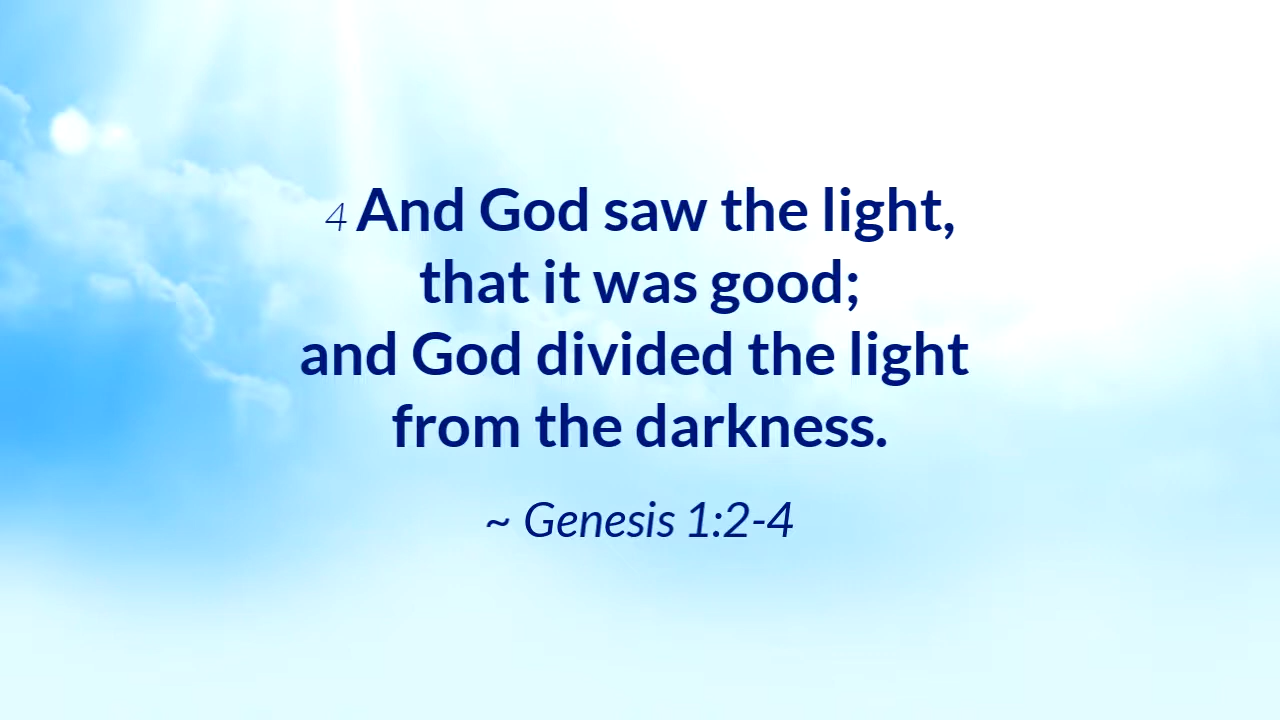 4 And God saw the light,
that it was good;
and God divided the light
from the darkness.
~ Genesis 1:2-4